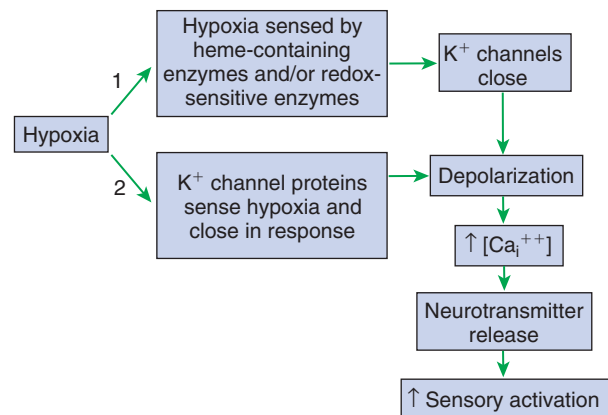 Hypoxia
1
Hypoxia sensed by
heme-containing
enzymes and/or redox-
sensitive enzymes
K+ channels
close
2
K+ channel proteins
sense hypoxia and
close in response
Depolarization
↑ [Cai++]
Neurotransmitter
release
↑ Sensory activation